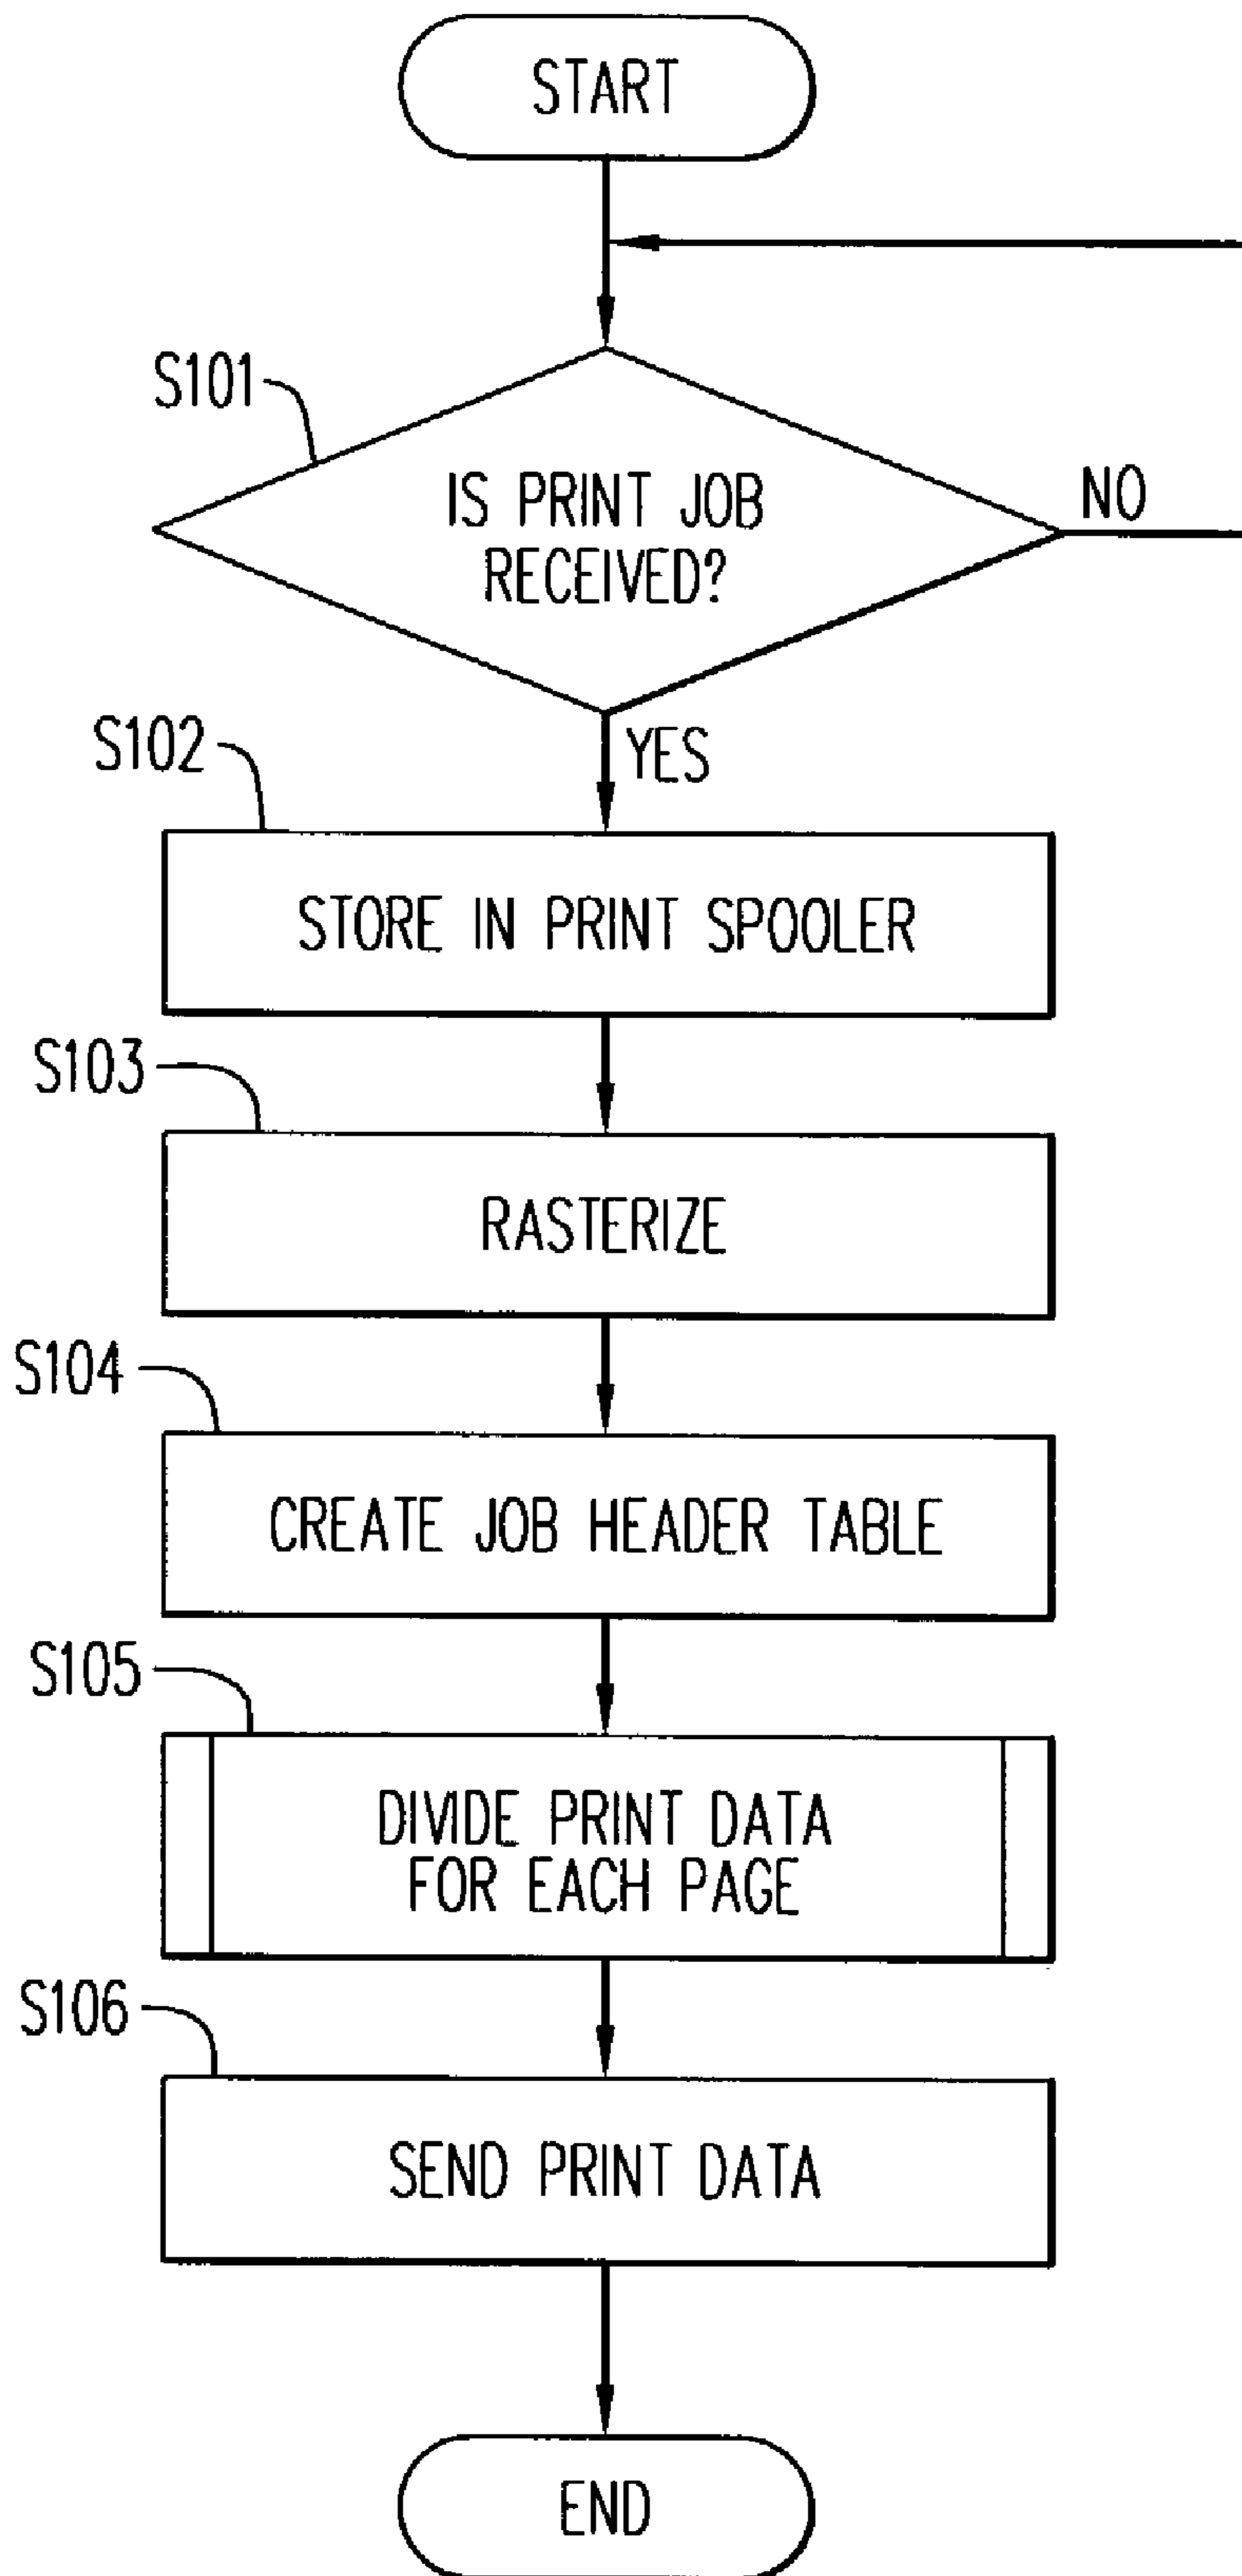 START
S101
IS PRINT JOB
RECEIVED?
NO
YES
S102
STORE IN PRINT SPOOLER
S103
RASTERIZE
S104
CREATE JOB HEADER TABLE
S105
DIVIDE PRINT DATA
FOR EACH PAGE
S106
SEND PRINT DATA
END